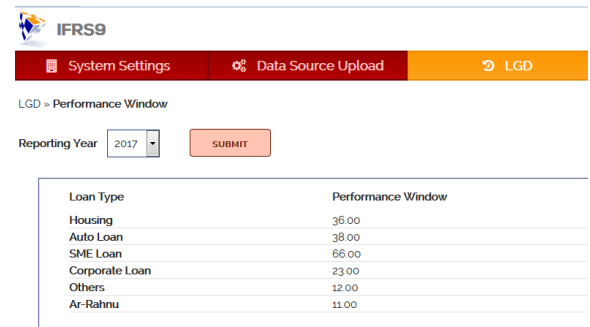 IFRS9
System Settings Data Source Upload LGD
LGD » Performance Window
Reporting Year 2017 SUBMIT
Loan Type Performance Window
Housing 36.00
Auto Loan 38.00
SME Loan 66.00
Corporate Loan 23.00
Others 12.00
Ar-Rahnu 11.00